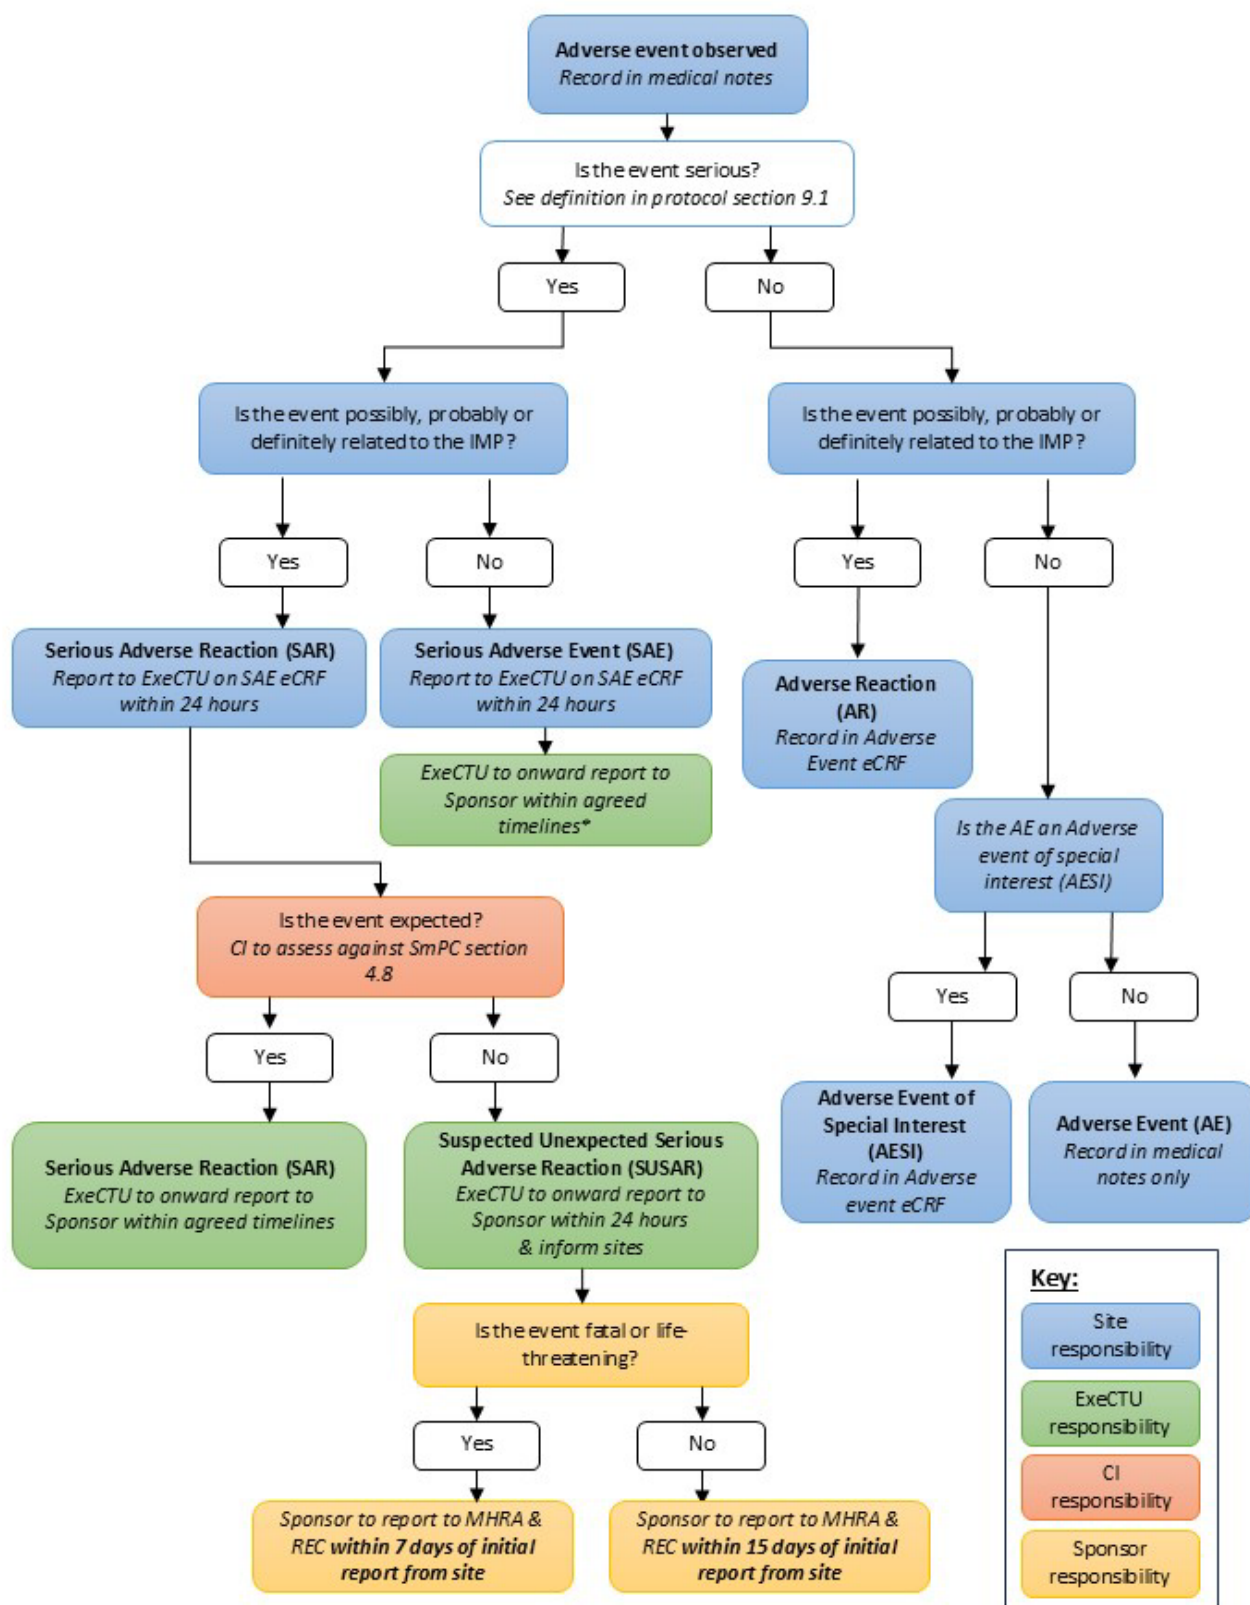 Adverse event observed
Record in medical notes
Is the event serious?
See definition in protocol section 9.1
Yes
No
Is the event possibly, probably or
definitely related to the IMP?
Is the event possibly, probably or
definitely related to the IMP?
Yes
No
Yes
No
Serious Adverse Reaction (SAR)
Report to ExeCTU on SAE eCRF
within 24 hours
Serious Adverse Event (SAE)
Report to ExeCTU on SAE eCRF
within 24 hours
Adverse Reaction
(AR)
Record in Adverse
Event eCRF
ExeCTU to onward report to
Sponsor within agreed
timelines*
Is the AE an Adverse
event of special
interest (AESI)
Is the event expected?
CI to assess against SmPC section
4.8
Yes
No
Yes
No
Serious Adverse Reaction (SAR)
ExeCTU to onward report to
Sponsor within agreed timelines
Suspected Unexpected Serious
Adverse Reaction (SUSAR)
ExeCTU to onward report to
Sponsor within 24 hours
& inform sites
Adverse Event of
Special Interest
(AESI)
Record in Adverse
event eCRF
Adverse Event (AE)
Record in medical
notes only
Is the event fatal or life-
threatening?
Yes
No
Sponsor to report to MHRA &
REC within 7 days of initial
report from site
Sponsor to report to MHRA &
REC within 15 days of initial
report from site
Key:
Site
responsibility
ExeCTU
responsibility
CI
responsibility
Sponsor
responsibility